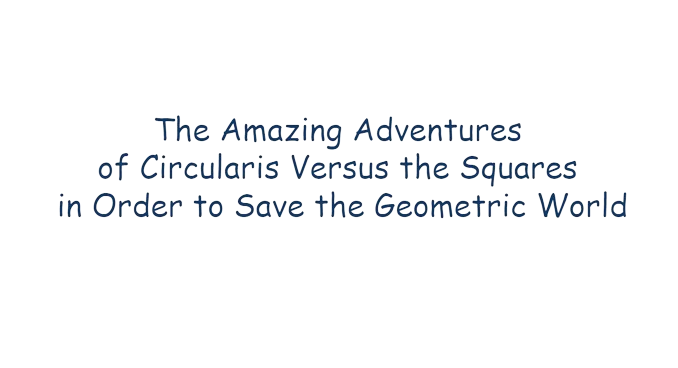 The Amazing Adventures
of Circularis Versus the Squares
in Order to Save the Geometric World